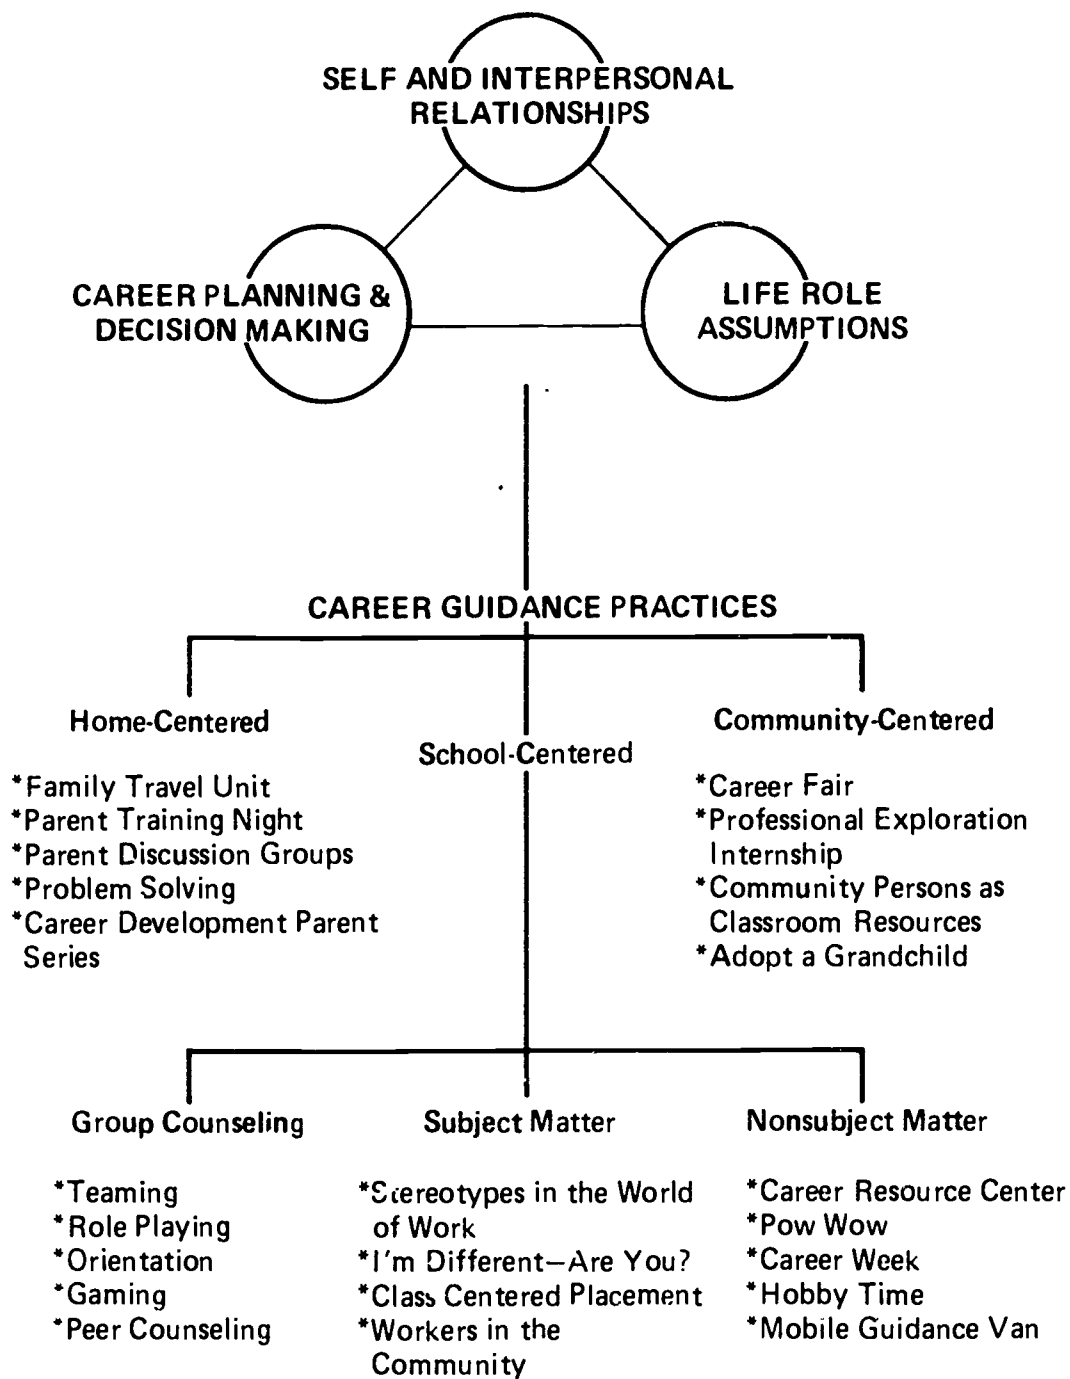 SELF AND INTERPERSONAL
RELATIONSHIPS
CAREER PLANNING &
DECISION MAKING
LIFE ROLE
ASSUMPTIONS
CAREER GUIDANCE PRACTICES
Home-Centered
*Family Travel Unit
*Parent Training Night
*Parent Discussion Groups
*Problem Solving
*Career Development Parent
Series
School-Centered
Community-Centered
*Career Fair
*Professional Exploration
Internship
*Community Persons as
Classroom Resources
*Adopt a Grandchild
Group Counseling
*Teaming
*Role Playing
*Orientation
*Gaming
*Peer Counseling
Subject Matter
*Stereotypes in the World
of Work
*I'm Different—Are You?
*Class Centered Placement
*Workers in the
Community
Nonsubject Matter
*Career Resource Center
*Pow Wow
*Career Week
*Hobby Time
*Mobile Guidance Van